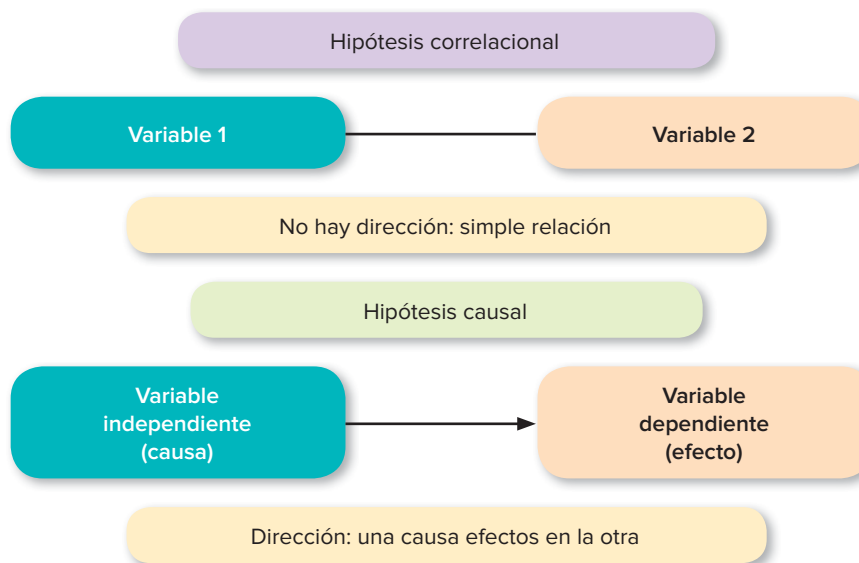 Hipótesis correlacional
Variable 1
Variable 2
No hay dirección: simple relación
Hipótesis causal
Variable
independiente
(causa)
Variable
dependiente
(efecto)
Dirección: una causa efectos en la otra